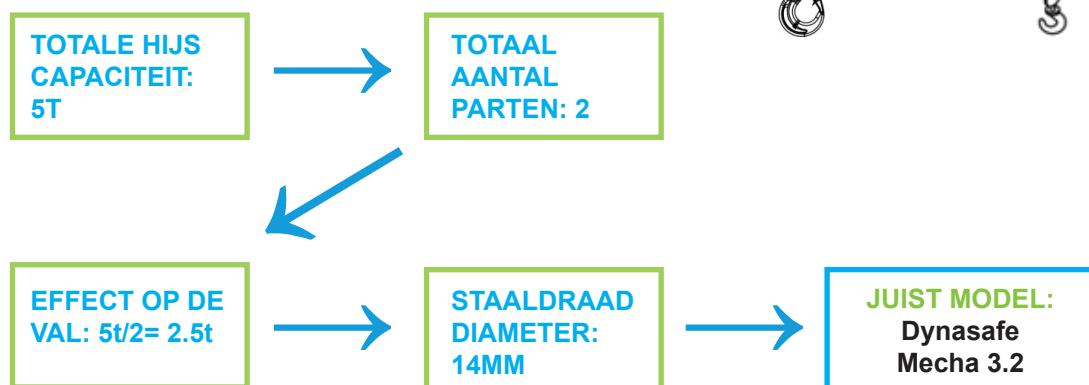 TOTALE HIJS
CAPACITEIT:
5T
TOTAAL
AANTAL
PARTEN: 2
EFFECT OP DE
VAL: 5t/2= 2.5t
STAALDRAAD
DIAMETER:
14MM
JUIST MODEL:
Dynasafe
Mecha 3.2